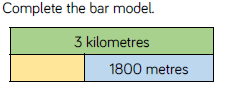 Complete the bar model.
3 kilometres
1800 metres